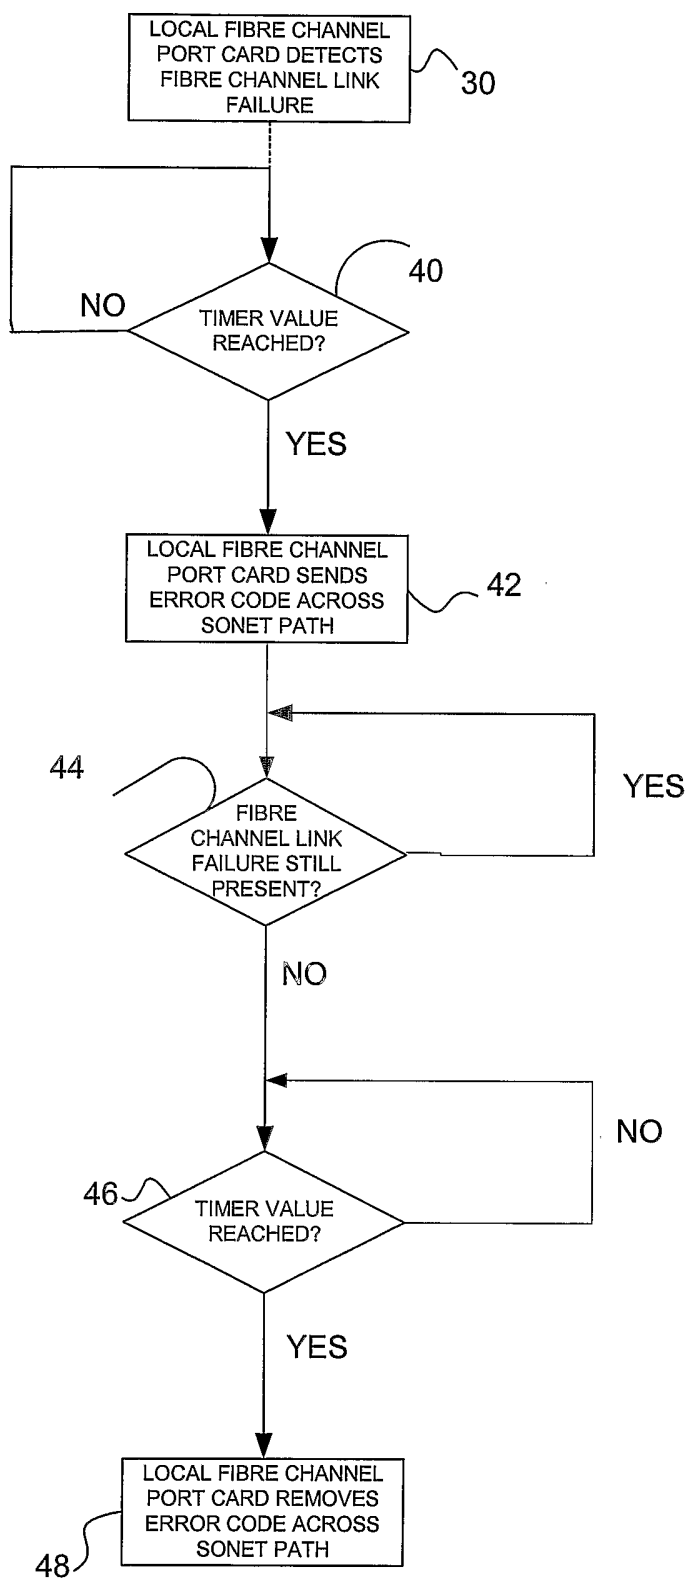 LOCAL FIBRE CHANNEL
PORT CARD DETECTS
FIBRE CHANNEL LINK
FAILURE
30
40
NO
TIMER VALUE
REACHED?
YES
LOCAL FIBRE CHANNEL
PORT CARD SENDS
ERROR CODE ACROSS
SONET PATH
42
44
YES
FIBRE
CHANNEL LINK
FAILURE STILL
PRESENT?
NO
NO
46
TIMER VALUE
REACHED?
YES
LOCAL FIBRE CHANNEL
PORT CARD REMOVES
ERROR CODE ACROSS
SONET PATH
48